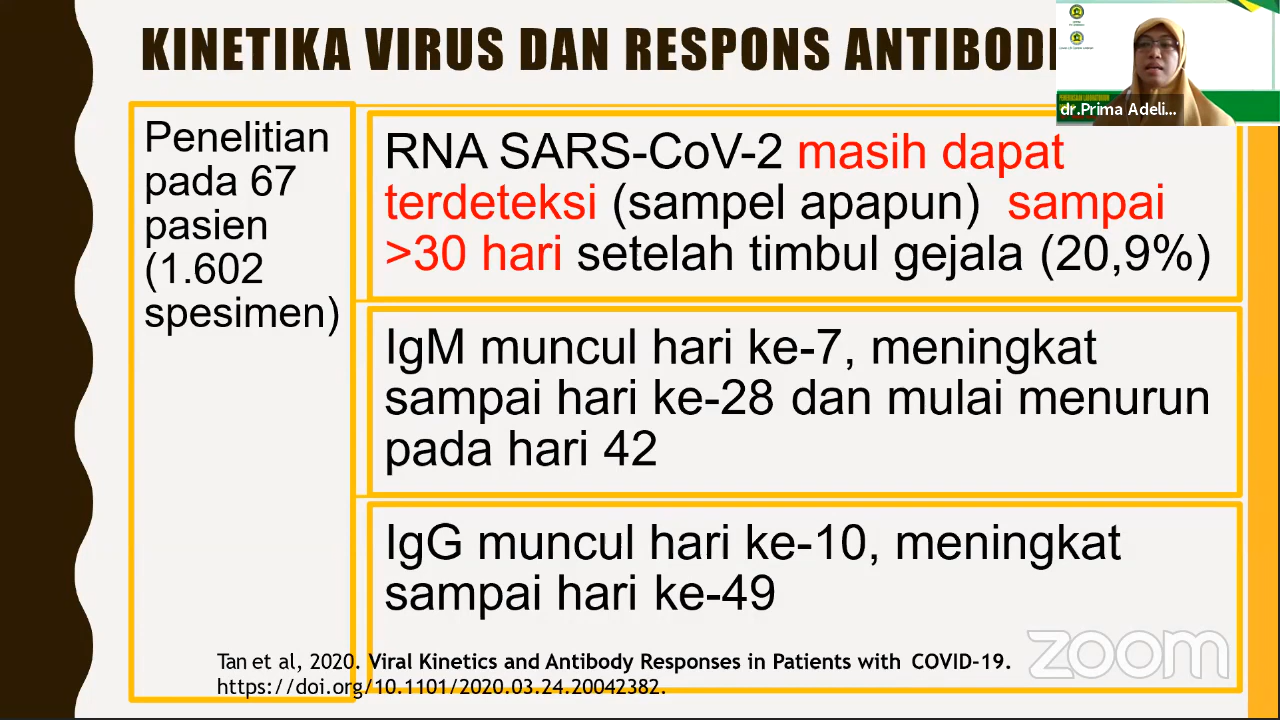 KINETIKA VIRUS DAN RESPONS ANTIBODI
dr.Prima Adeli...
Penelitian
pada 67
pasien
(1.602
spesimen)
RNA SARS-CoV-2 masih dapat
terdeteksi (sampel apapun) sampai
>30 hari setelah timbul gejala (20,9%)
IgM muncul hari ke-7, meningkat
sampai hari ke-28 dan mulai menurun
pada hari 42
IgG muncul hari ke-10, meningkat
sampai hari ke-49
Tan et al, 2020. Viral Kinetics and Antibody Responses in Patients with COVID-19.
https://doi.org/10.1101/2020.03.24.20042382.
zoom